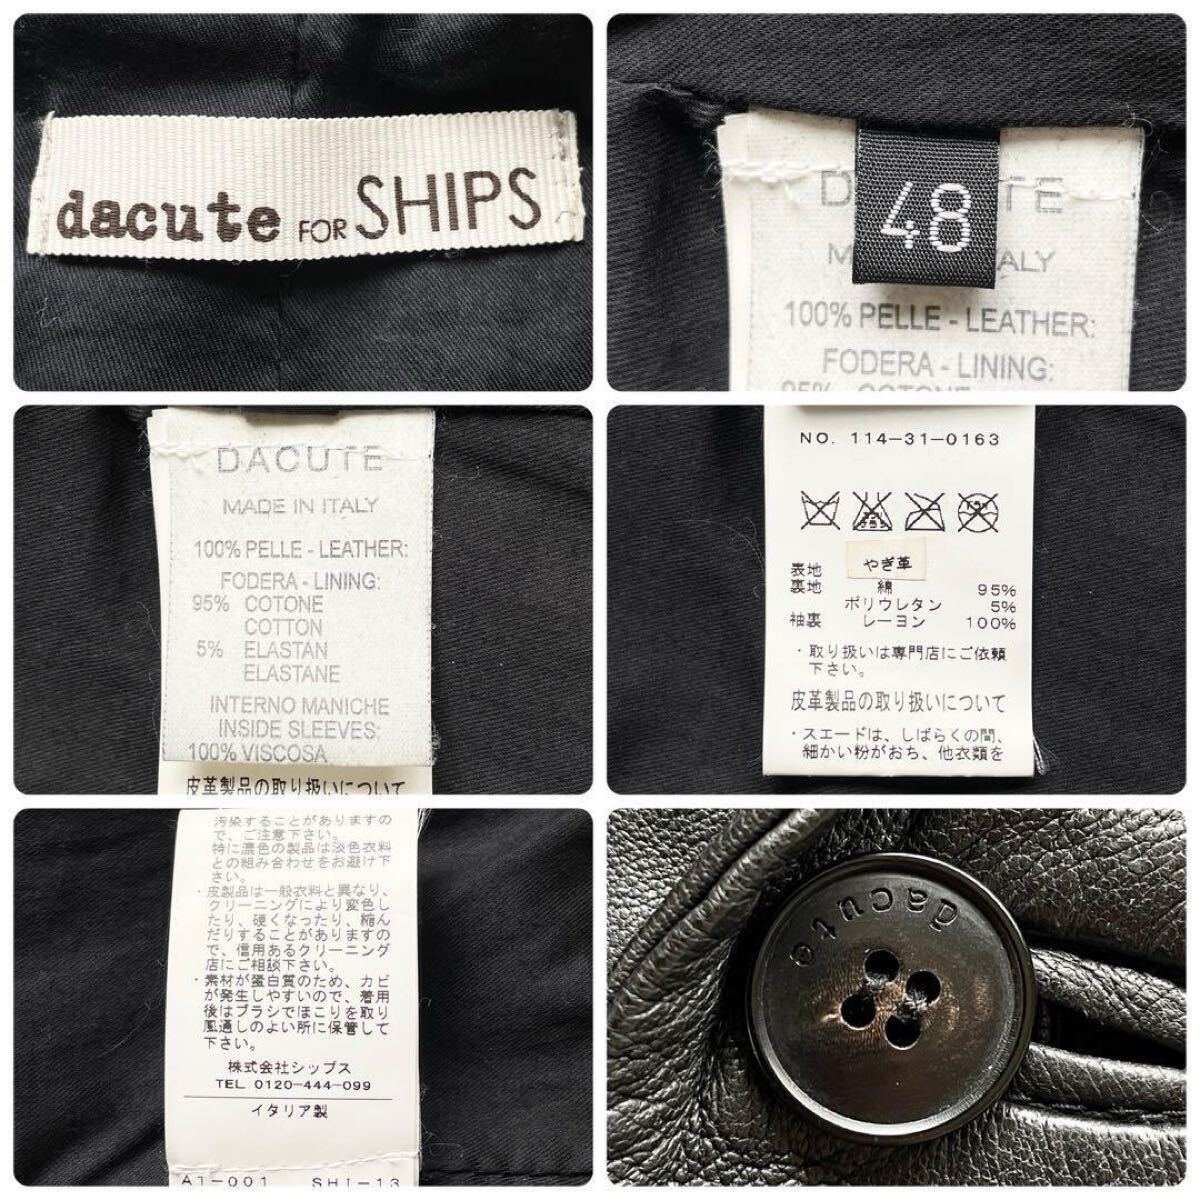 dacute FOR SHIPS
48
100% PELLE - LEATHER:
FODERA - LINING:
DACUTE
MADE IN ITALY
100% PELLE - LEATHER:
FODERA - LINING:
95% COTONE
COTTON
5% ELASTAN
ELASTANE
INTERNO MANICHE
INSIDE SLEEVES:
100% VISCOSA
皮革製品の取り扱いについて
NO. 114-31-0163
表地 やぎ革
裏地 綿 95%
ポリウレタン 5%
袖裏 レーヨン 100%
・取り扱いは専門店にご依頼
下さい。
皮革製品の取り扱いについて
・スエードは、しばらくの間、
細かい粉がおち、他衣類を
汚染することがありますの
で、ご注意下さい。
特に濃色の製品は淡色衣料
との組み合わせをお避け下
さい。
・皮製品は一般衣料と異なり、
クリーニングにより変色し
たり、硬くなったり、縮ん
だりすることがありますの
で、信用あるクリーニング
店にご相談下さい。
・素材が蛋白質のため、カビ
が発生しやすいので、着用
後はブラシでほこりを取り
風通しのよい所に保管して
下さい。
株式会社シップス
TEL 0120-444-099
イタリア製
A1-001 SHI-13
dacute